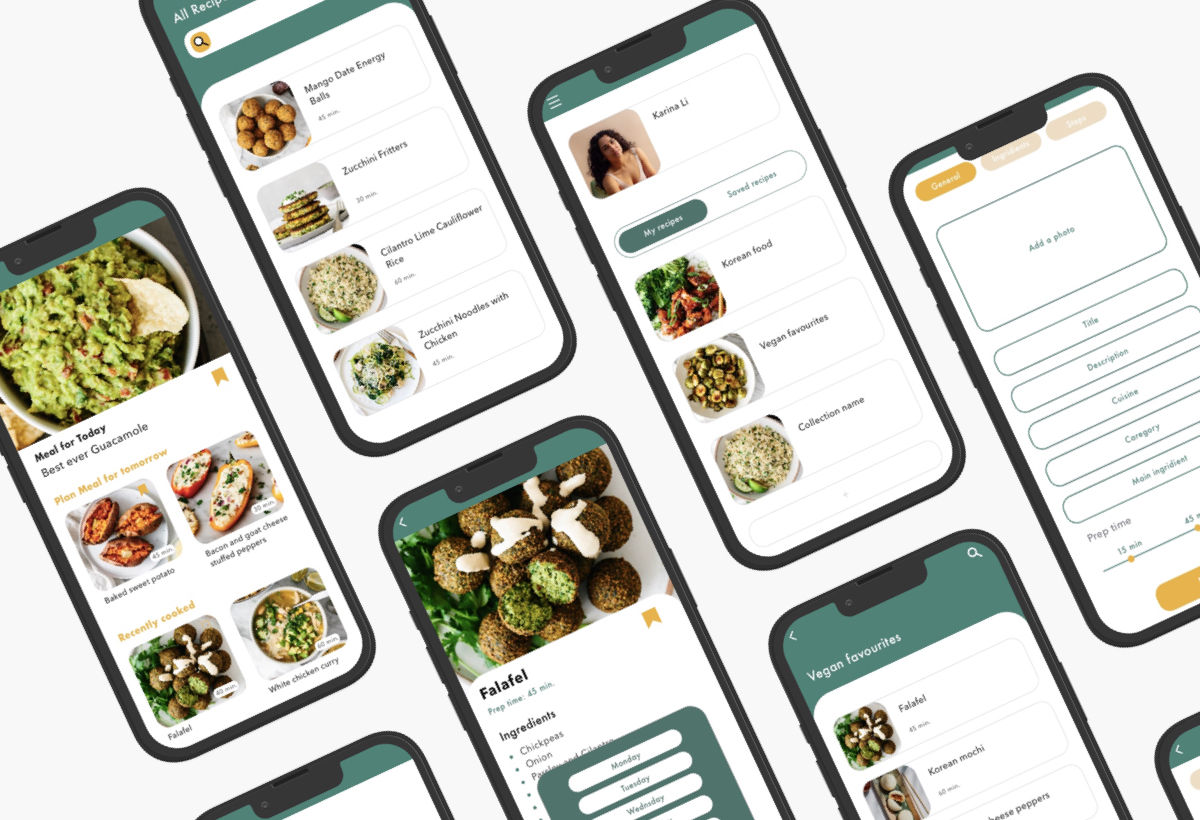 All Recip
Mango Date Energy
Balls
45 min.
Zucchini Fritters
30 min.
Cilantro Lime Cauliflower
Rice
60 min.
Zucchini Noodles with
Chicken
45 min.
Karina Li
My recipes
Saved recipes
Korean food
Vegan favourites
Collection name
+
General
Ingridients
Steps
Add a photo
Title
Description
Cuisine
Caregory
Main ingridient
Prep time
15 min
45 m
Meal for Today
Best ever Guacamole
Plan Meal for tomorrow
45 min.
Baked sweet potato
30 min.
Bacon and goat cheese
stuffed peppers
Recently cooked
40 min.
Falafel
60 min.
White chicken curry
Falafel
Prep time: 45 min.
Ingredients
Chickpeas
Onion
Parsley and Cilantro
Monday
Tuesday
Wednsday
Vegan favourites
Falafel
45 min.
Korean mochi
60 min.
heese peppers